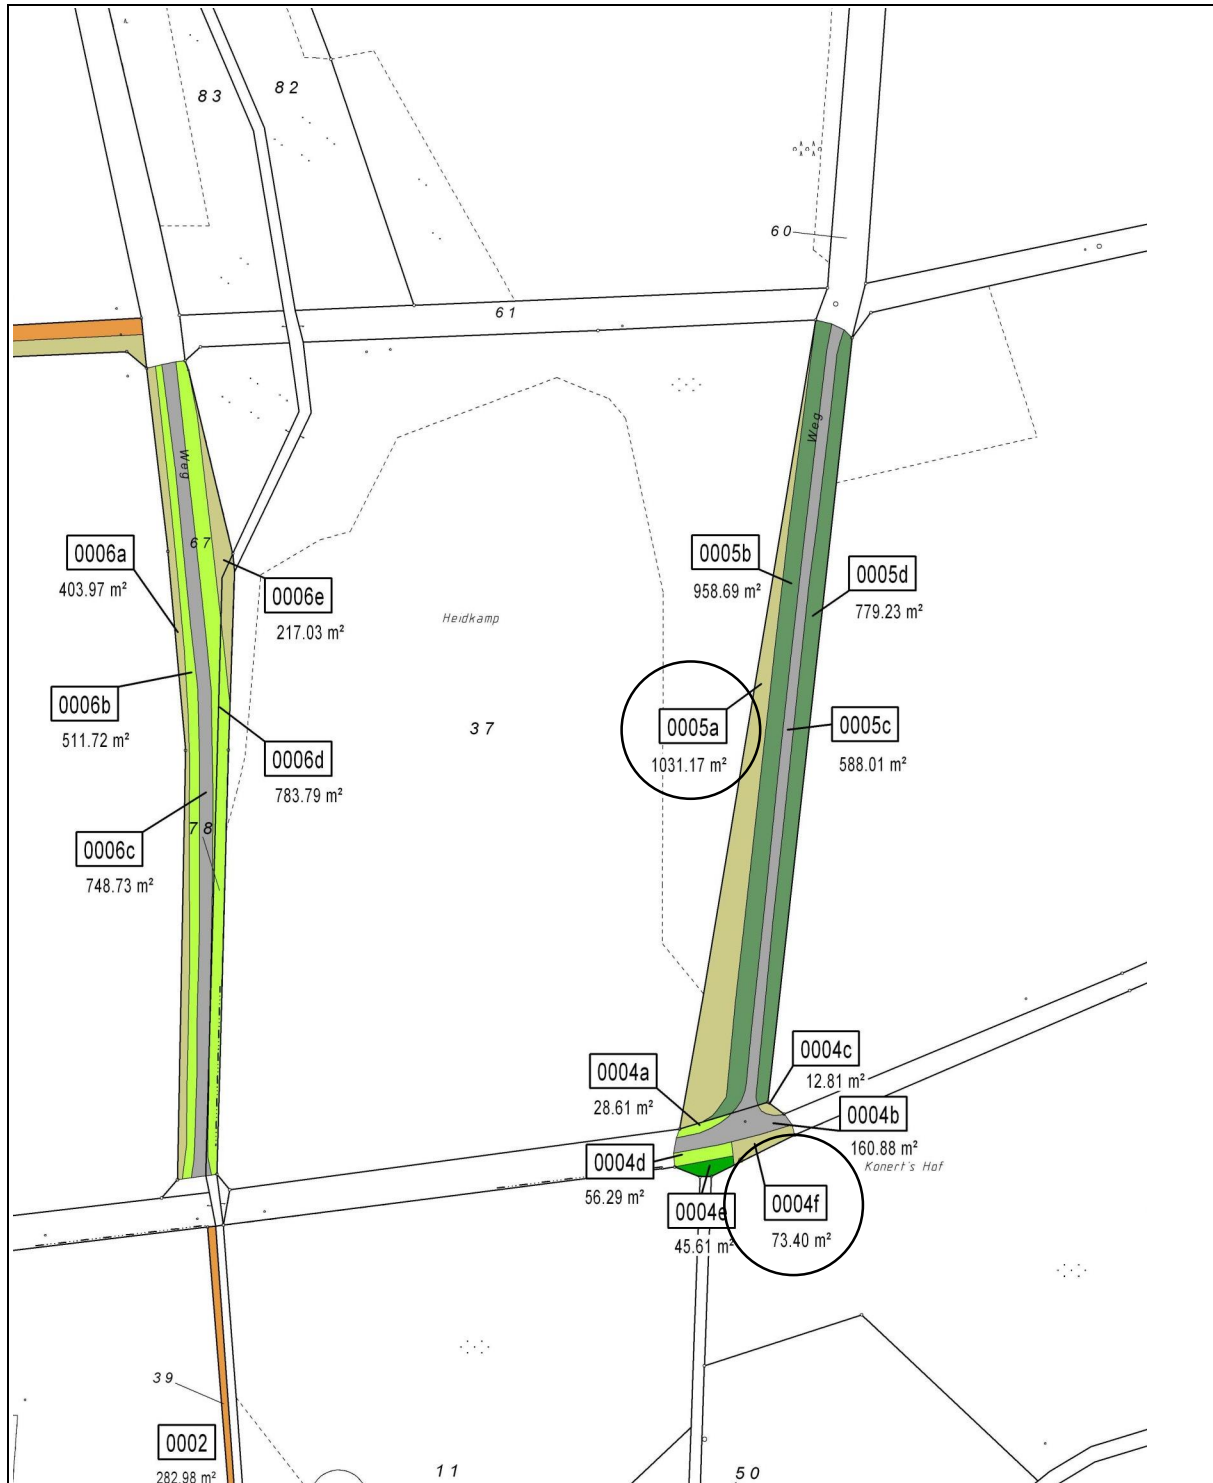 83
82
60
61
Weg
Weg
67
0006a
403.97 m²
0005b
958.69 m²
0005d
779.23 m²
0006e
217.03 m²
Heidkamp
0006b
511.72 m²
37
0005a
1031.17 m²
0005c
588.01 m²
0006d
783.79 m²
78
0006c
748.73 m²
0004c
12.81 m²
0004a
28.61 m²
0004b
160.88 m²
Konert's Hof
0004d
56.29 m²
0004e
45.61 m²
0004f
73.40 m²
39
0002
282.98 m²
11
50